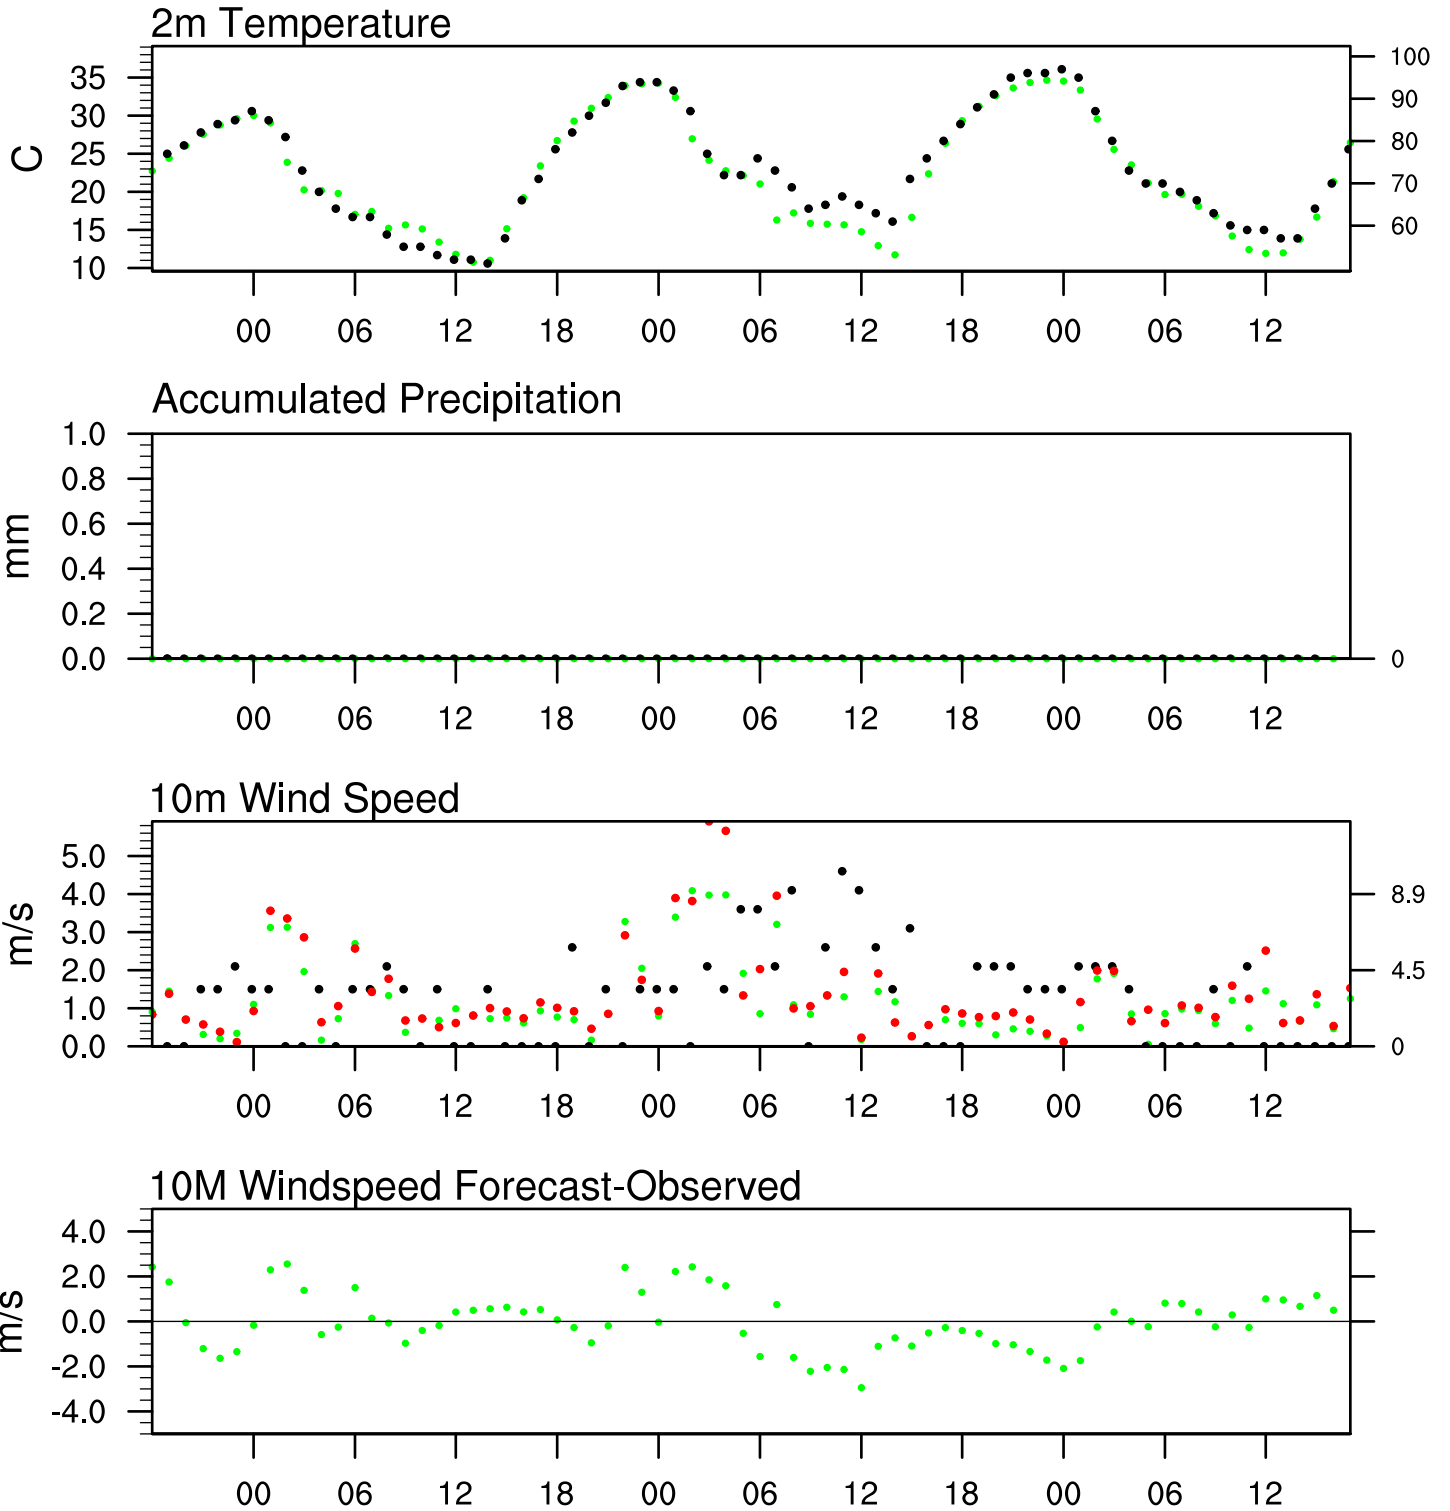 2m Temperature
35
30
25
20
15
10
C
100
90
80
70
60
00 06 12 18 00 06 12 18 00 06 12
Accumulated Precipitation
1.0
0.8
0.6
0.4
0.2
0.0
mm
0
00 06 12 18 00 06 12 18 00 06 12
10m Wind Speed
5.0
4.0
3.0
2.0
1.0
0.0
m/s
8.9
4.5
0
00 06 12 18 00 06 12 18 00 06 12
10M Windspeed Forecast-Observed
4.0
2.0
0.0
-2.0
-4.0
m/s
00 06 12 18 00 06 12 18 00 06 12